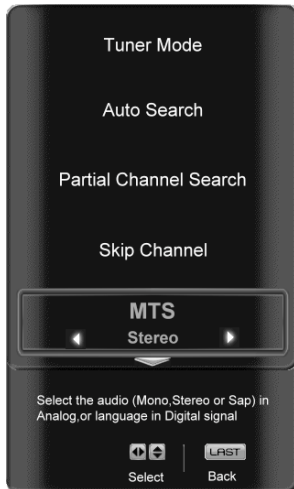 Tuner Mode
Auto Search
Partial Channel Search
Skip Channel
MTS
Stereo
Select the audio (Mono,Stereo or Sap) in
Analog,or language in Digital signal
LAST
Select Back